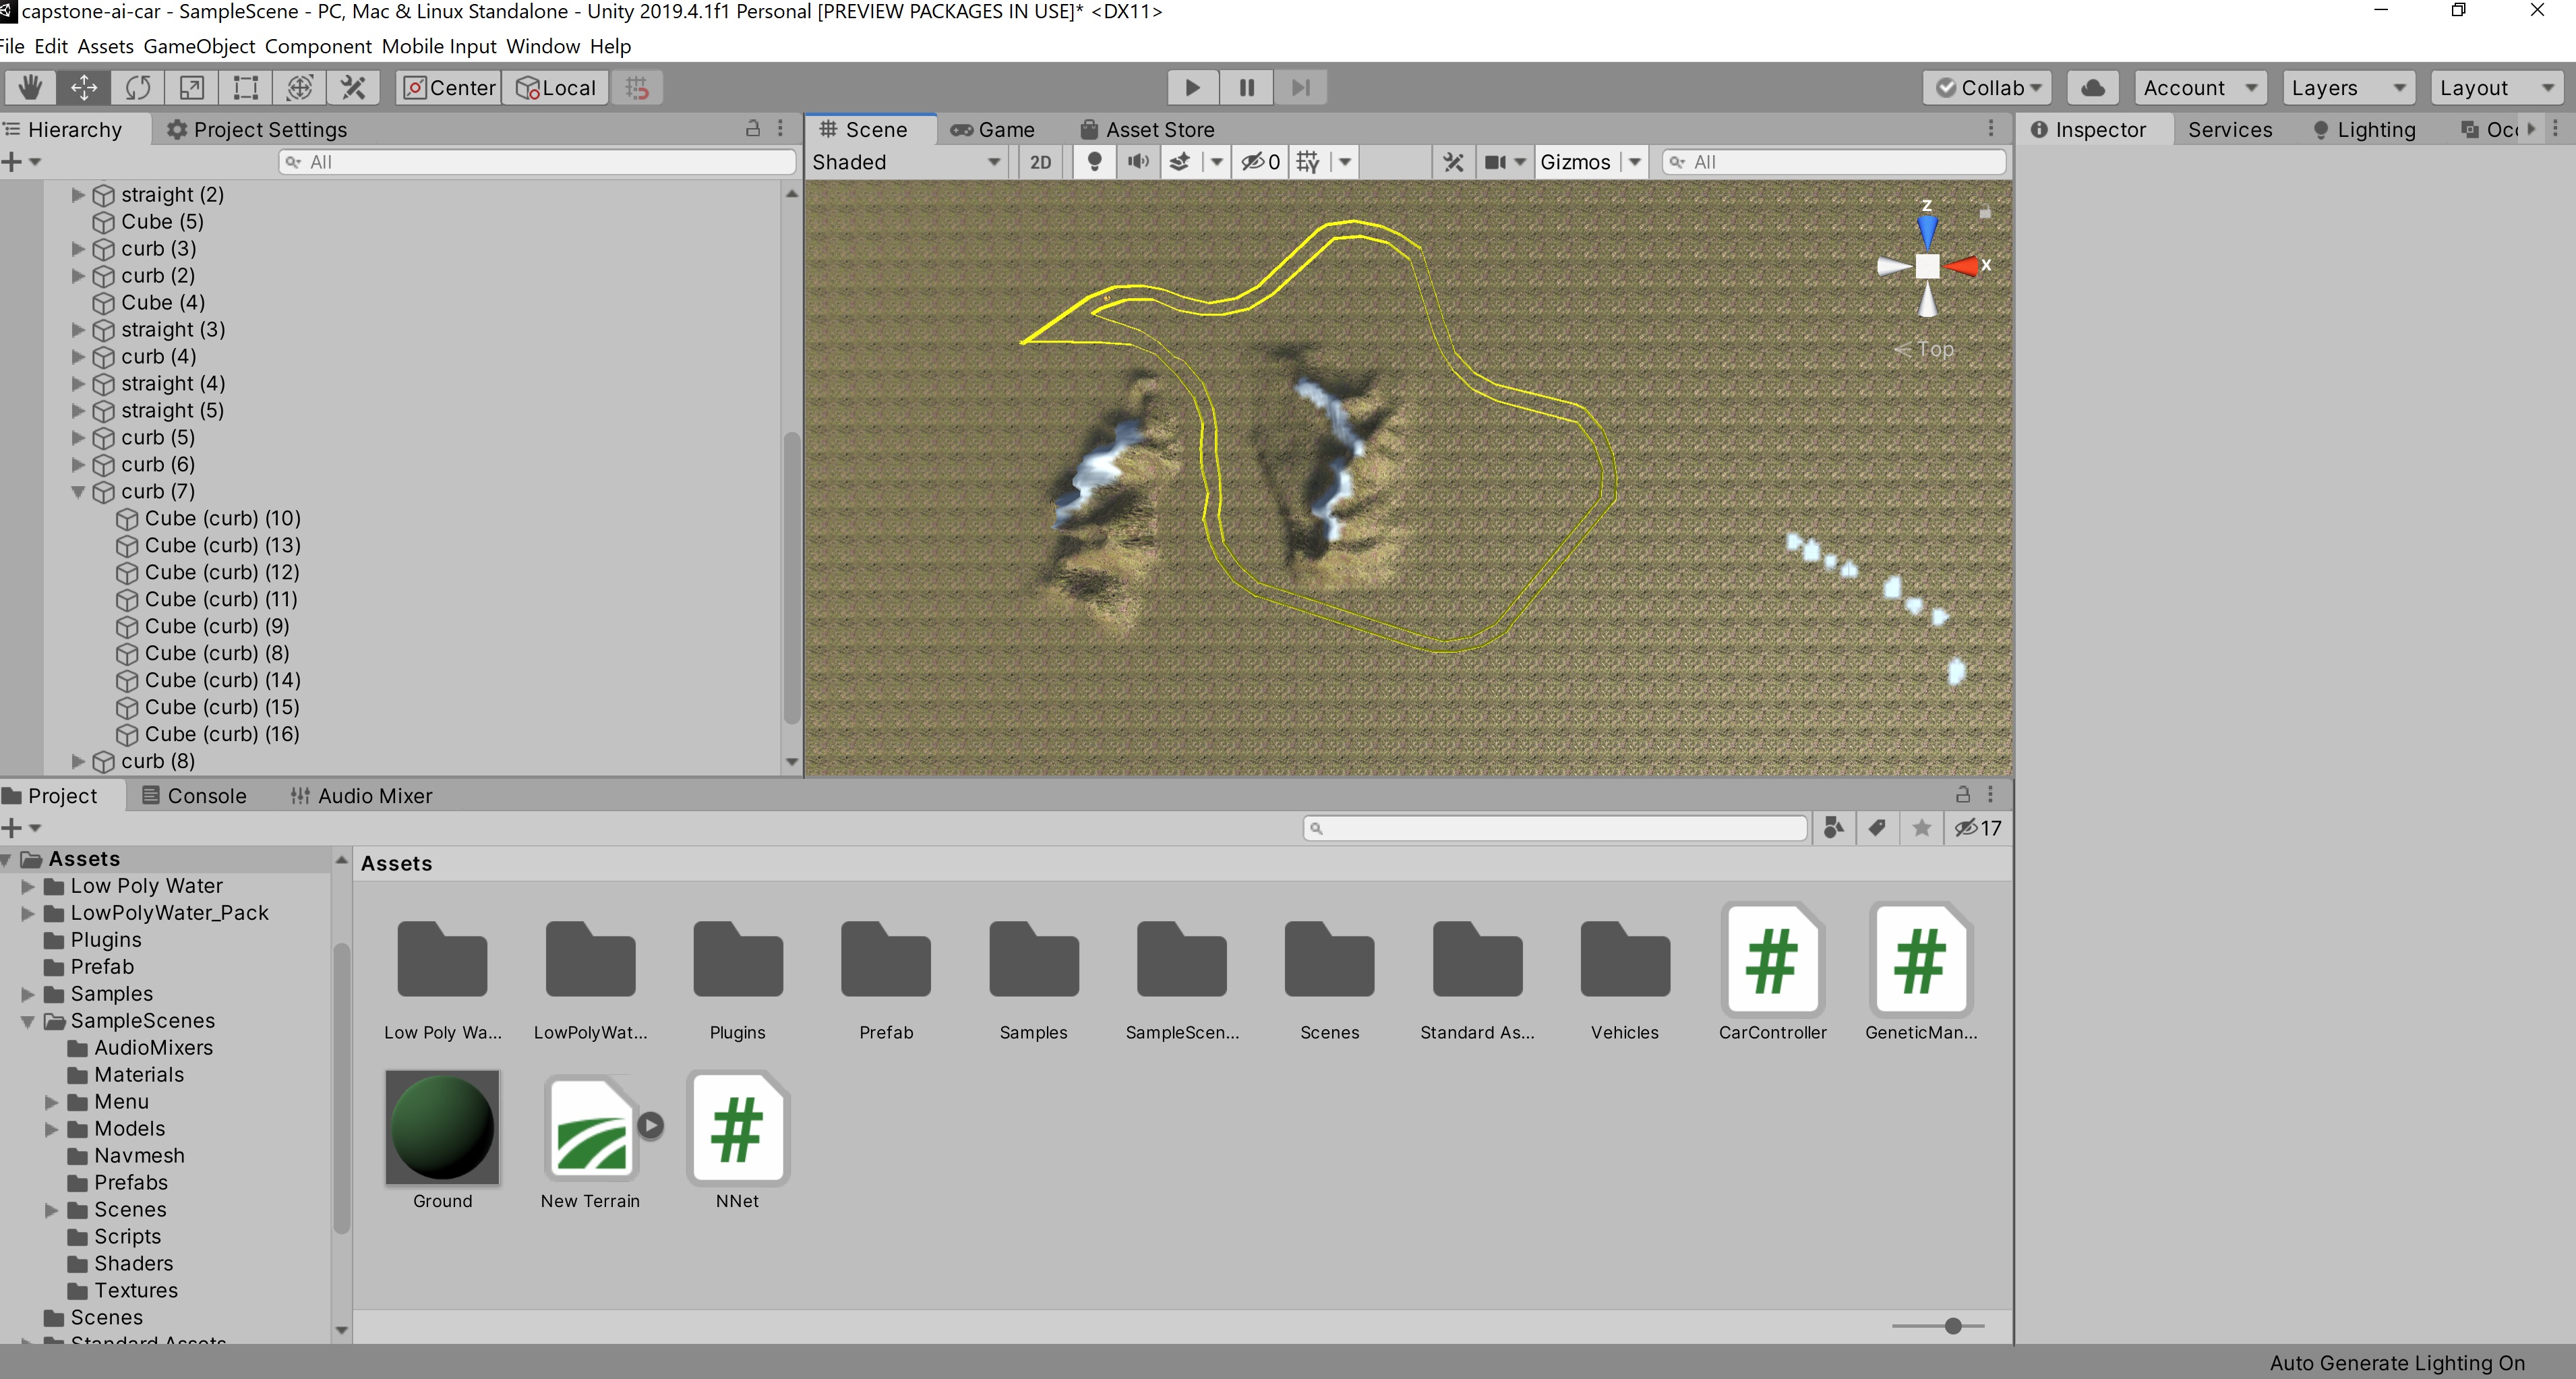 capstone-ai-car - SampleScene - PC, Mac & Linux Standalone - Unity 2019.4.1f1 Personal [PREVIEW PACKAGES IN USE]* <DX11>
File Edit Assets GameObject Component Mobile Input Window Help
Center Local Collab Account Layers Layout
Hierarchy Project Settings
All
straight (2)
Cube (5)
curb (3)
curb (2)
Cube (4)
straight (3)
curb (4)
straight (4)
straight (5)
curb (5)
curb (6)
curb (7)
Cube (curb) (10)
Cube (curb) (13)
Cube (curb) (12)
Cube (curb) (11)
Cube (curb) (9)
Cube (curb) (8)
Cube (curb) (14)
Cube (curb) (15)
Cube (curb) (16)
curb (8)
Scene Game Asset Store
Shaded 2D 0 Gizmos All
z
x
Top
Inspector Services Lighting Occ
Project Console Audio Mixer
17
Assets
Low Poly Water
LowPolyWater_Pack
Plugins
Prefab
Samples
SampleScenes
AudioMixers
Materials
Menu
Models
Navmesh
Prefabs
Scenes
Scripts
Shaders
Textures
Scenes
Standard Assets
Assets
Low Poly Wa... LowPolyWat... Plugins Prefab Samples SampleScen... Scenes Standard As... Vehicles CarController GeneticMan...
Ground New Terrain NNet
Auto Generate Lighting On